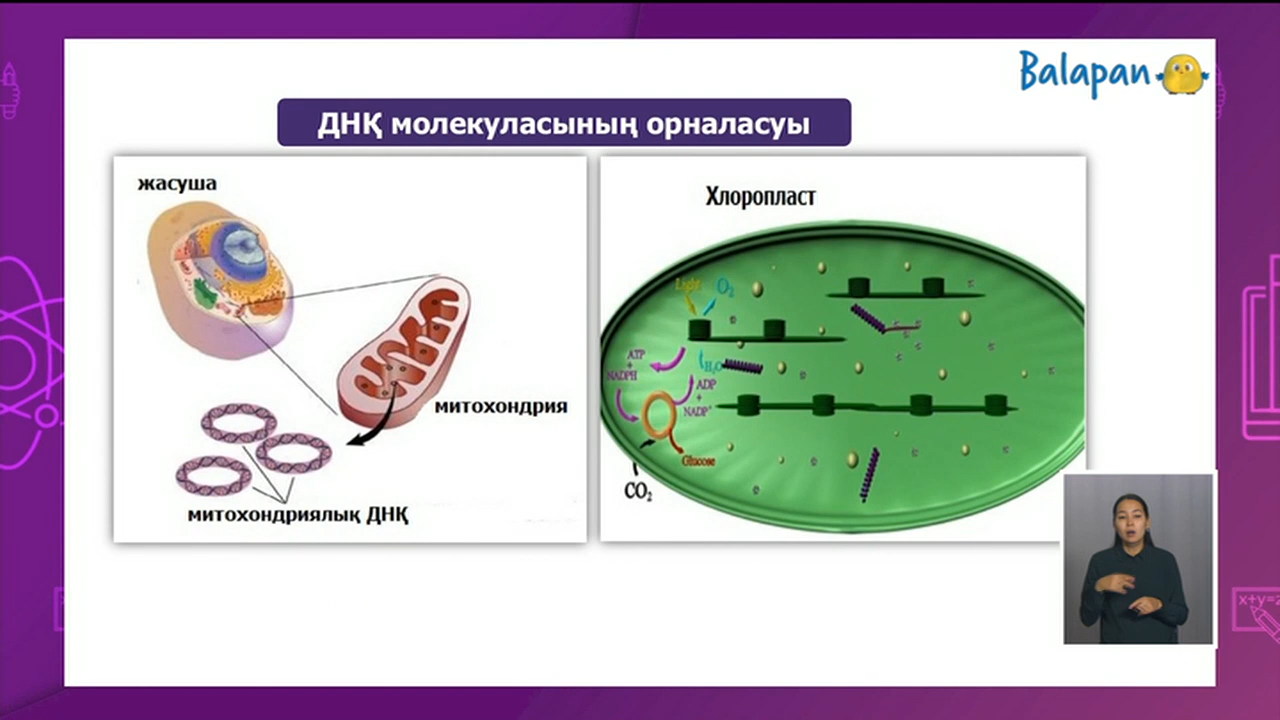 Balapan
ДНҚ молекуласының орналасуы
жасуша
митохондрия
митохондриялық ДНҚ
Хлоропласт
Light
O₂
H₂O
ATP
+
NADPH
ADP
+
NADP⁺
Glucose
CO₂